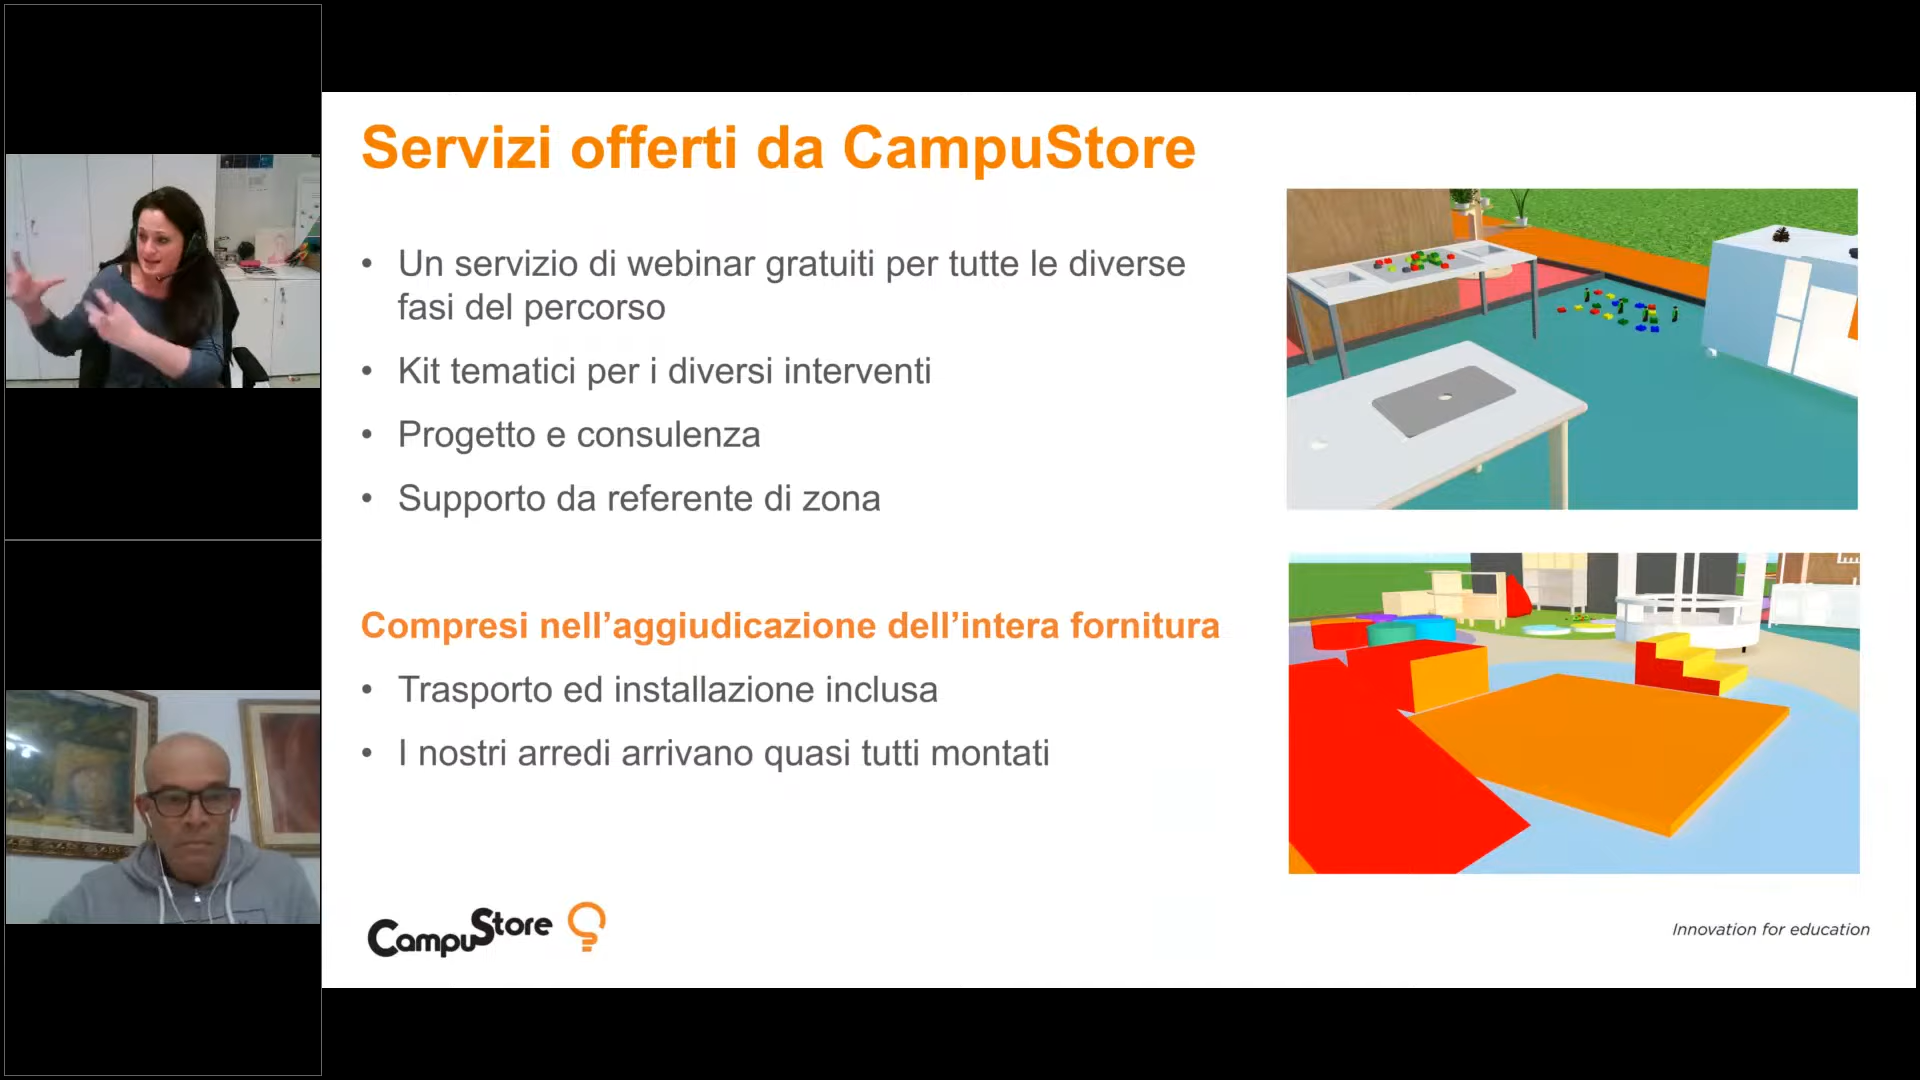 Servizi offerti da CampuStore
• Un servizio di webinar gratuiti per tutte le diverse
fasi del percorso
• Kit tematici per i diversi interventi
• Progetto e consulenza
• Supporto da referente di zona
Compresi nell’aggiudicazione dell’intera fornitura
• Trasporto ed installazione inclusa
• I nostri arredi arrivano quasi tutti montati
CampuStore
Innovation for education